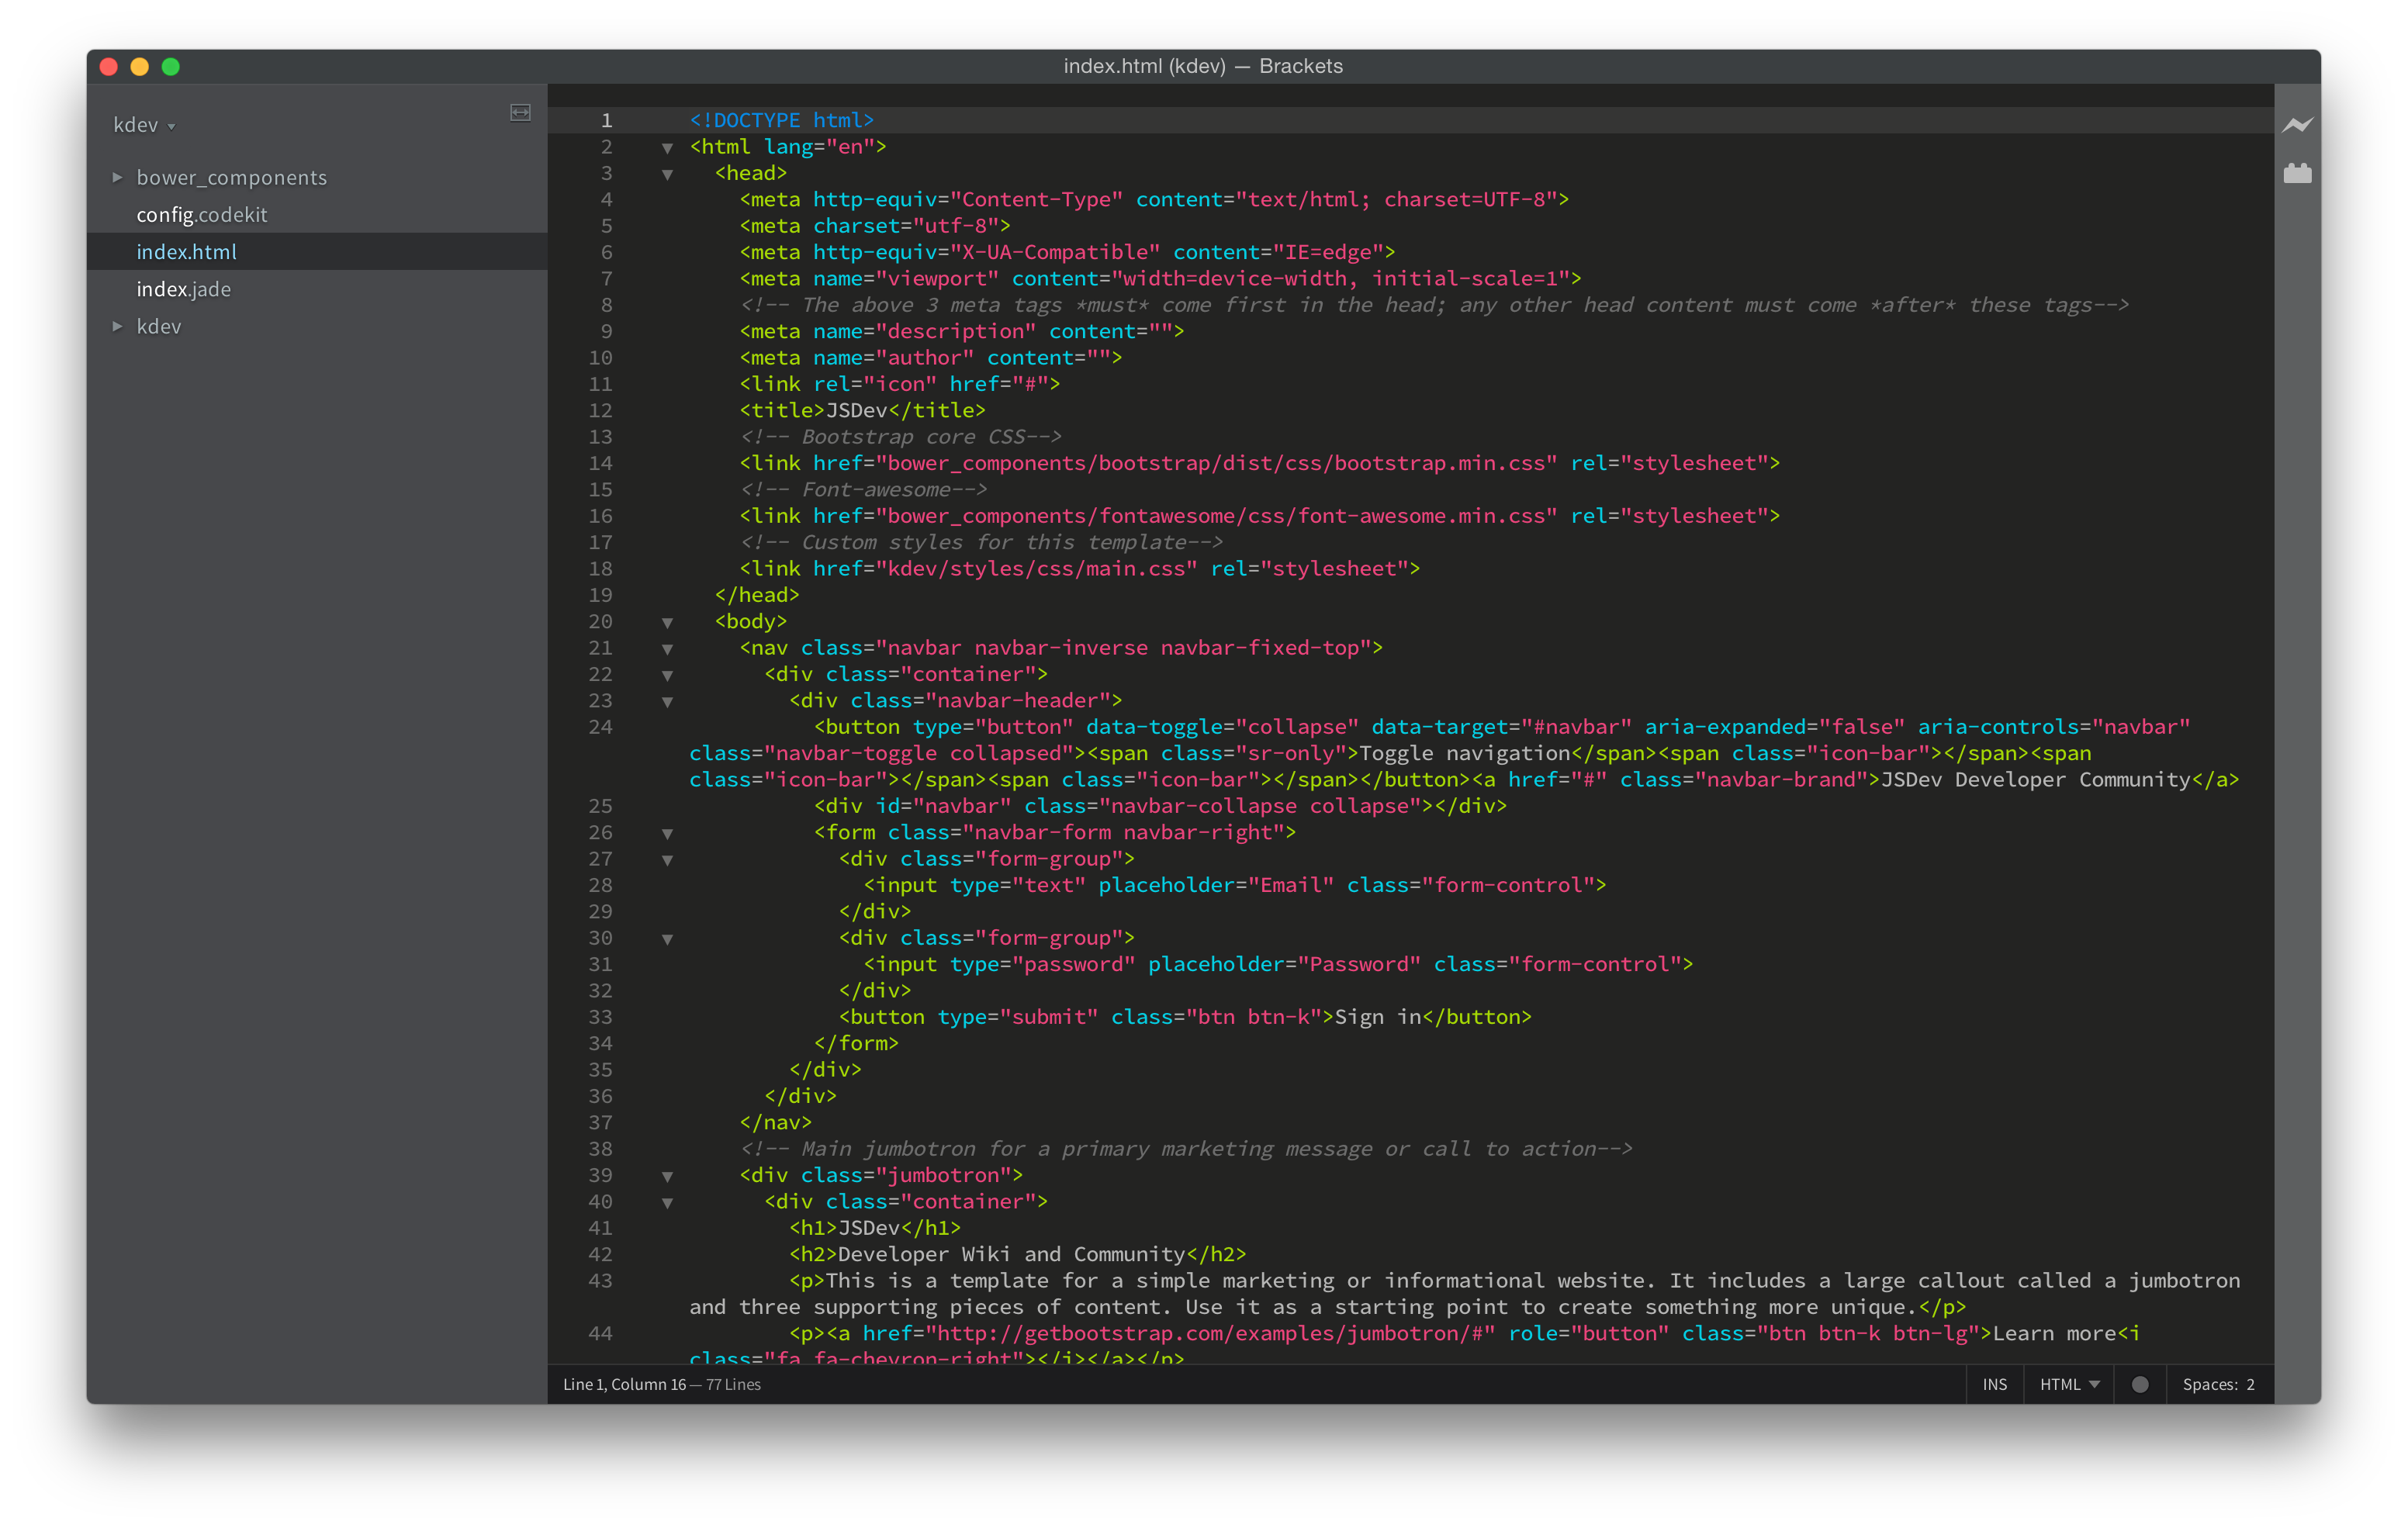 index.html (kdev) — Brackets
kdev
bower_components
config.codekit
index.html
index.jade
kdev
1 <!DOCTYPE html>
2 <html lang="en">
3 <head>
4 <meta http-equiv="Content-Type" content="text/html; charset=UTF-8">
5 <meta charset="utf-8">
6 <meta http-equiv="X-UA-Compatible" content="IE=edge">
7 <meta name="viewport" content="width=device-width, initial-scale=1">
8 <!-- The above 3 meta tags *must* come first in the head; any other head content must come *after* these tags-->
9 <meta name="description" content="">
10 <meta name="author" content="">
11 <link rel="icon" href="#">
12 <title>JSDev</title>
13 <!-- Bootstrap core CSS-->
14 <link href="bower_components/bootstrap/dist/css/bootstrap.min.css" rel="stylesheet">
15 <!-- Font-awesome-->
16 <link href="bower_components/fontawesome/css/font-awesome.min.css" rel="stylesheet">
17 <!-- Custom styles for this template-->
18 <link href="kdev/styles/css/main.css" rel="stylesheet">
19 </head>
20 <body>
21 <nav class="navbar navbar-inverse navbar-fixed-top">
22 <div class="container">
23 <div class="navbar-header">
24 <button type="button" data-toggle="collapse" data-target="#navbar" aria-expanded="false" aria-controls="navbar"
class="navbar-toggle collapsed"><span class="sr-only">Toggle navigation</span><span class="icon-bar"></span><span
class="icon-bar"></span><span class="icon-bar"></span></button><a href="#" class="navbar-brand">JSDev Developer Community</a>
25 <div id="navbar" class="navbar-collapse collapse"></div>
26 <form class="navbar-form navbar-right">
27 <div class="form-group">
28 <input type="text" placeholder="Email" class="form-control">
29 </div>
30 <div class="form-group">
31 <input type="password" placeholder="Password" class="form-control">
32 </div>
33 <button type="submit" class="btn btn-k">Sign in</button>
34 </form>
35 </div>
36 </div>
37 </nav>
38 <!-- Main jumbotron for a primary marketing message or call to action-->
39 <div class="jumbotron">
40 <div class="container">
41 <h1>JSDev</h1>
42 <h2>Developer Wiki and Community</h2>
43 <p>This is a template for a simple marketing or informational website. It includes a large callout called a jumbotron
and three supporting pieces of content. Use it as a starting point to create something more unique.</p>
44 <p><a href="http://getbootstrap.com/examples/jumbotron/#" role="button" class="btn btn-k btn-lg">Learn more<i
class="fa fa-chevron-right"></i></a></p>
Line 1, Column 16 — 77 Lines
INS HTML Spaces: 2